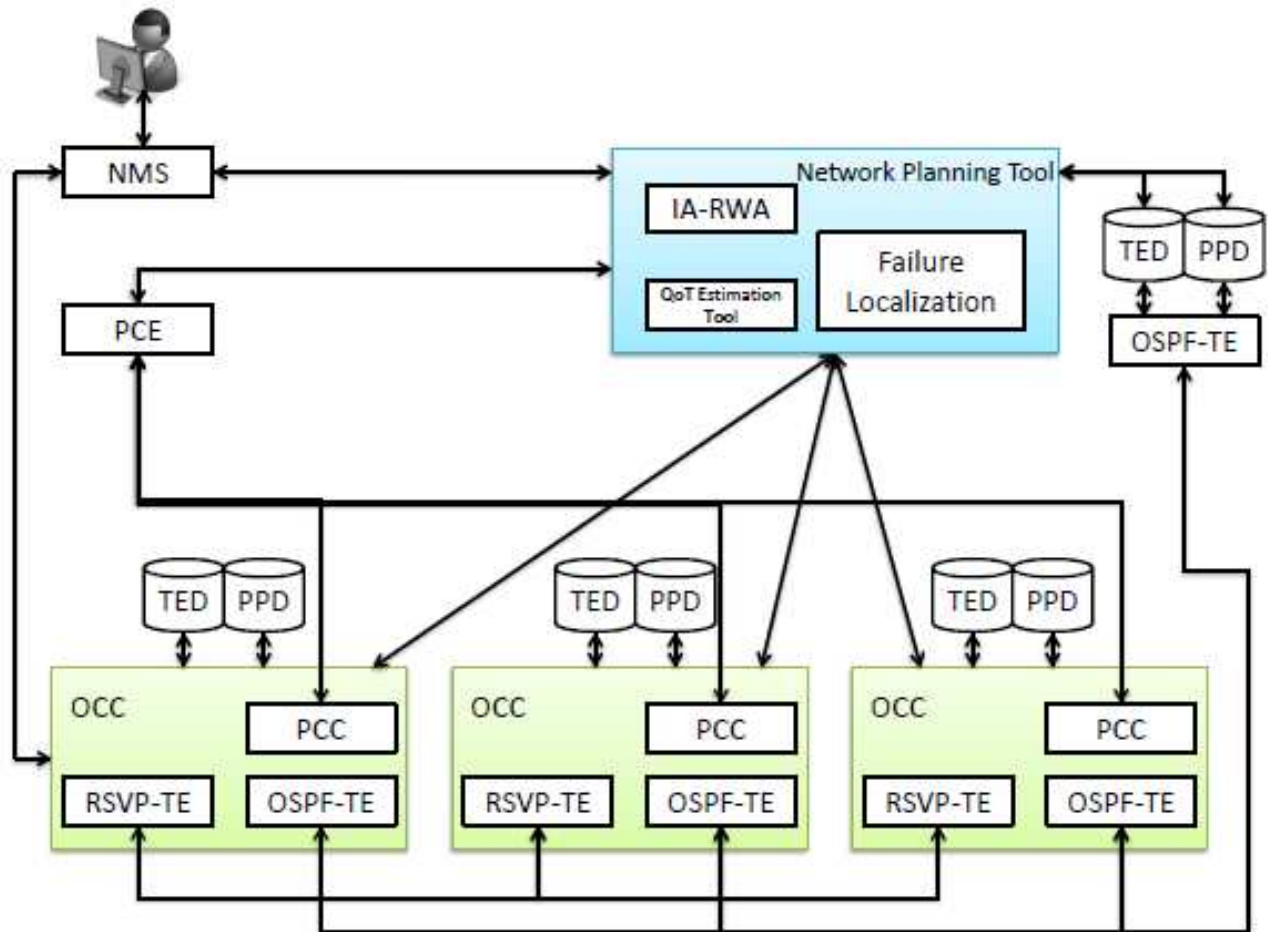 NMS
Network Planning Tool
IA-RWA
Failure
Localization
QoT Estimation
Tool
TED
PPD
OSPF-TE
PCE
TED
PPD
TED
PPD
TED
PPD
OCC
PCC
RSVP-TE
OSPF-TE
OCC
PCC
RSVP-TE
OSPF-TE
OCC
PCC
RSVP-TE
OSPF-TE